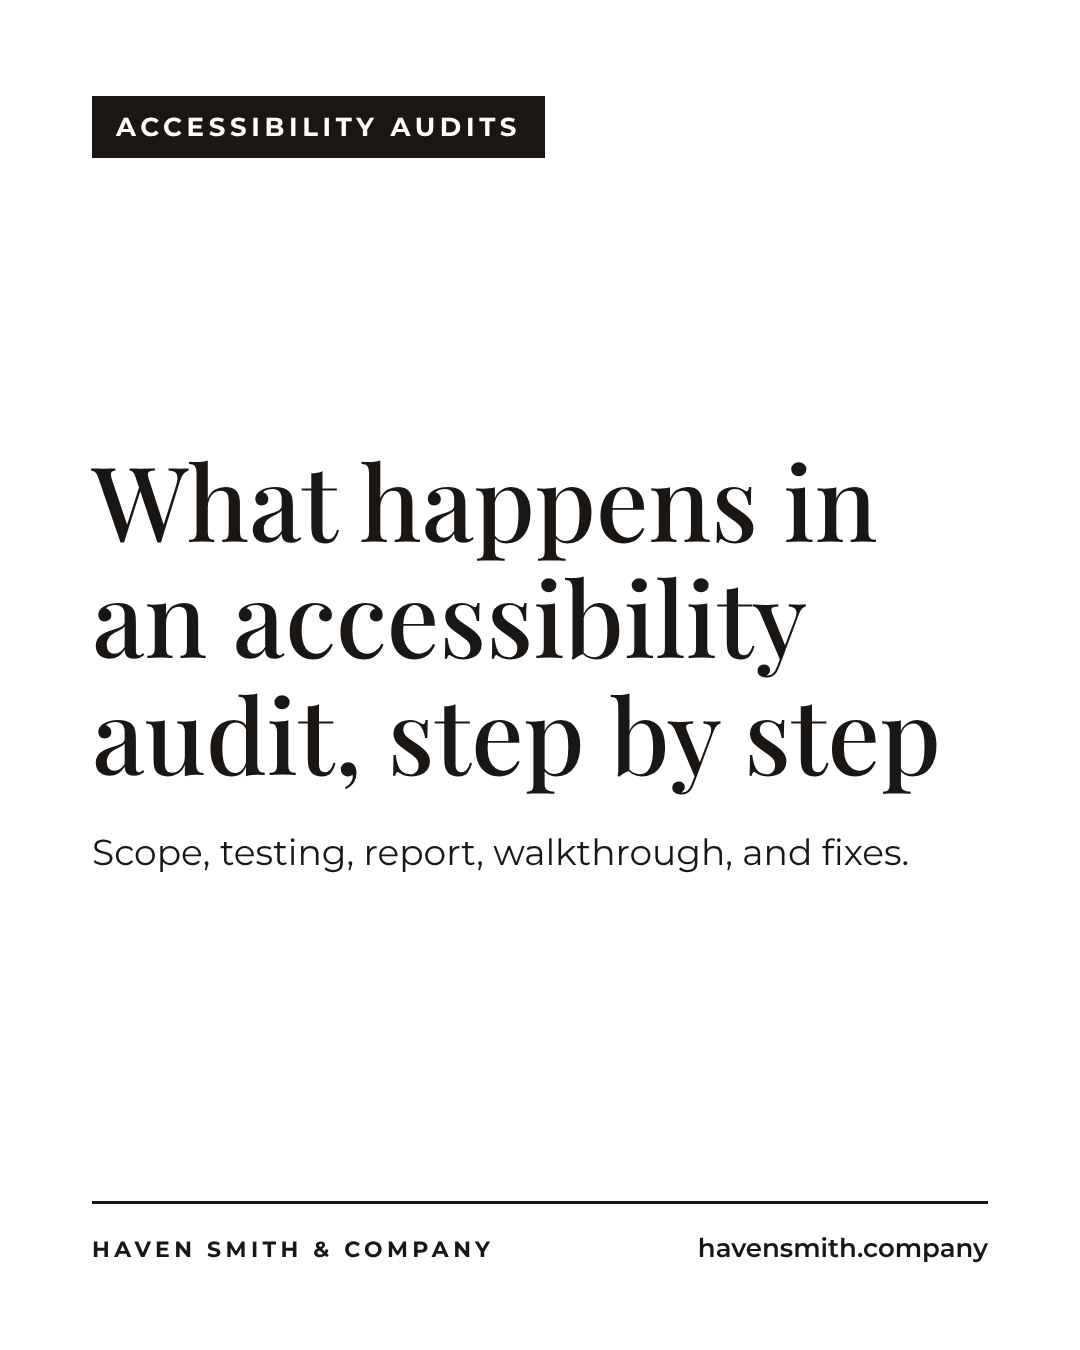 ACCESSIBILITY AUDITS
What happens in
an accessibility
audit, step by step
Scope, testing, report, walkthrough, and fixes.
HAVEN SMITH & COMPANY
havensmith.company